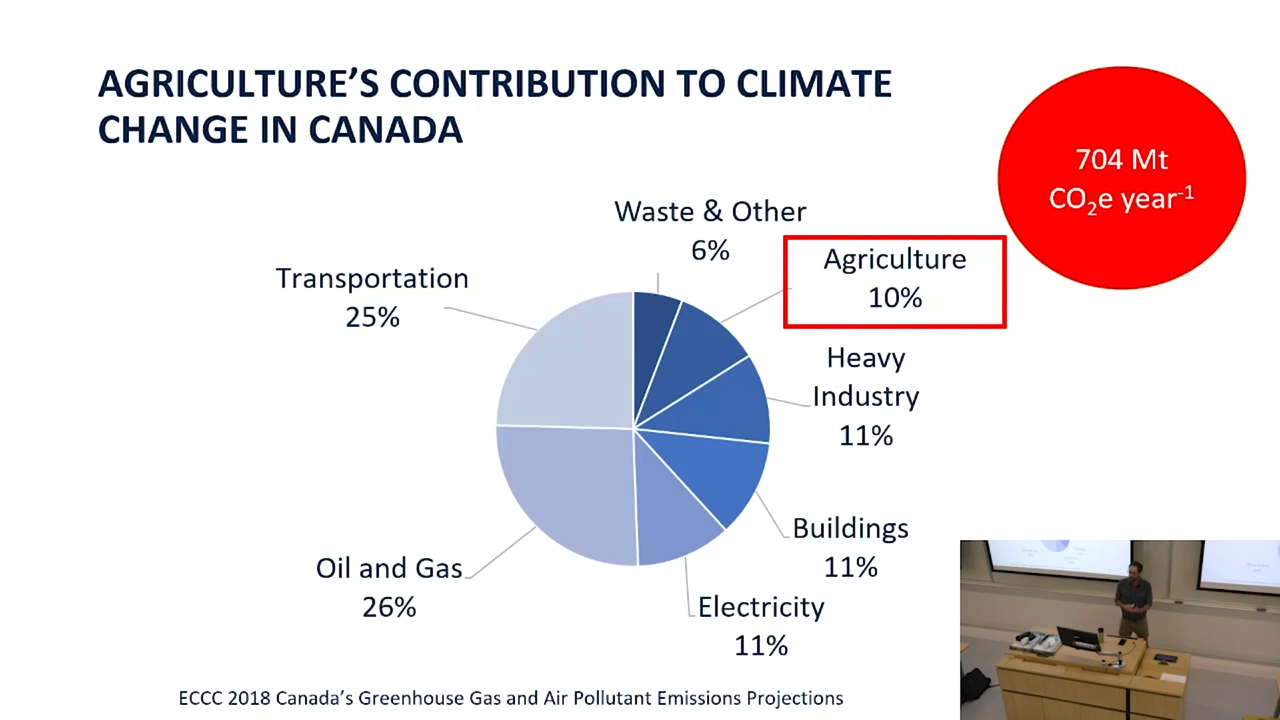 AGRICULTURE’S CONTRIBUTION TO CLIMATE
CHANGE IN CANADA
704 Mt
CO₂e year⁻¹
Waste & Other
6%
Agriculture
10%
Transportation
25%
Heavy
Industry
11%
Buildings
11%
Oil and Gas
26%
Electricity
11%
ECCC 2018 Canada’s Greenhouse Gas and Air Pollutant Emissions Projections